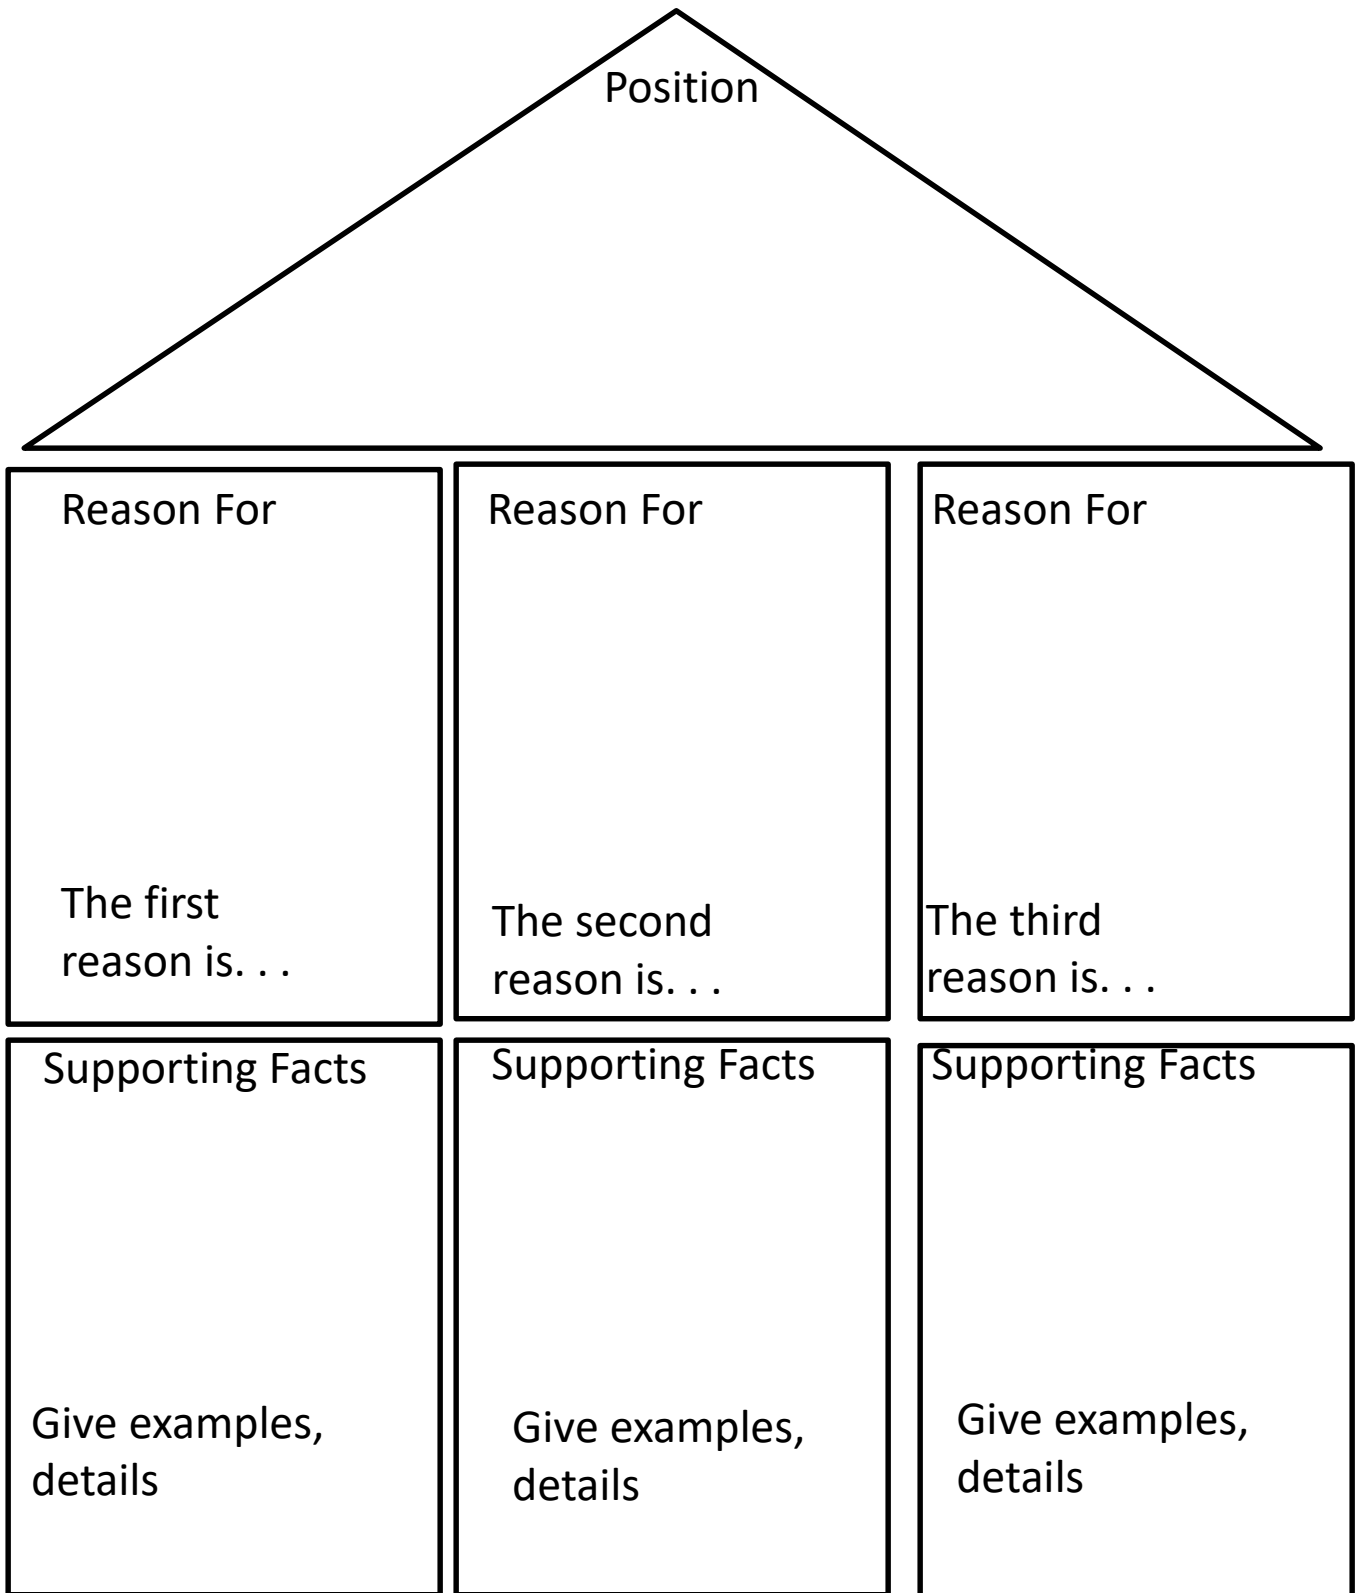 Position
Reason For
Reason For
Reason For
The first
reason is. . .
The second
reason is. . .
The third
reason is. . .
Supporting Facts
Supporting Facts
Supporting Facts
Give examples,
details
Give examples,
details
Give examples,
details